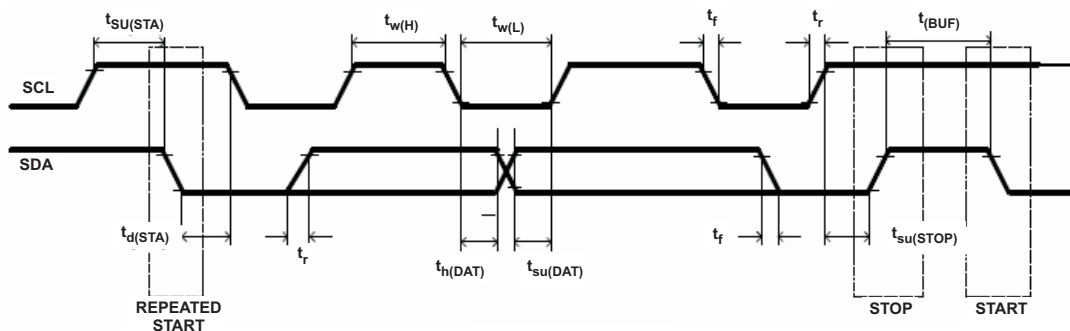 tSU(STA)
tw(H)
tw(L)
tf
tr
t(BUF)
SCL
SDA
td(STA)
tr
th(DAT)
tsu(DAT)
tf
tsu(STOP)
REPEATED
START
STOP
START